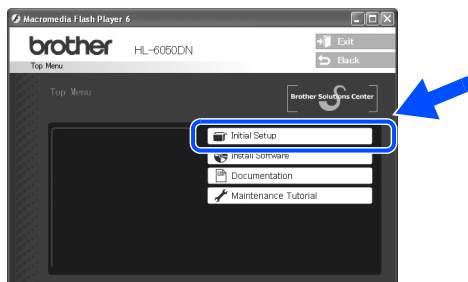 Macromedia Flash Player 6
brother HL-6050DN
Exit
Back
Top Menu
Top Menu
Brother Solutions Center
Initial Setup
Install Software
Documentation
Maintenance Tutorial